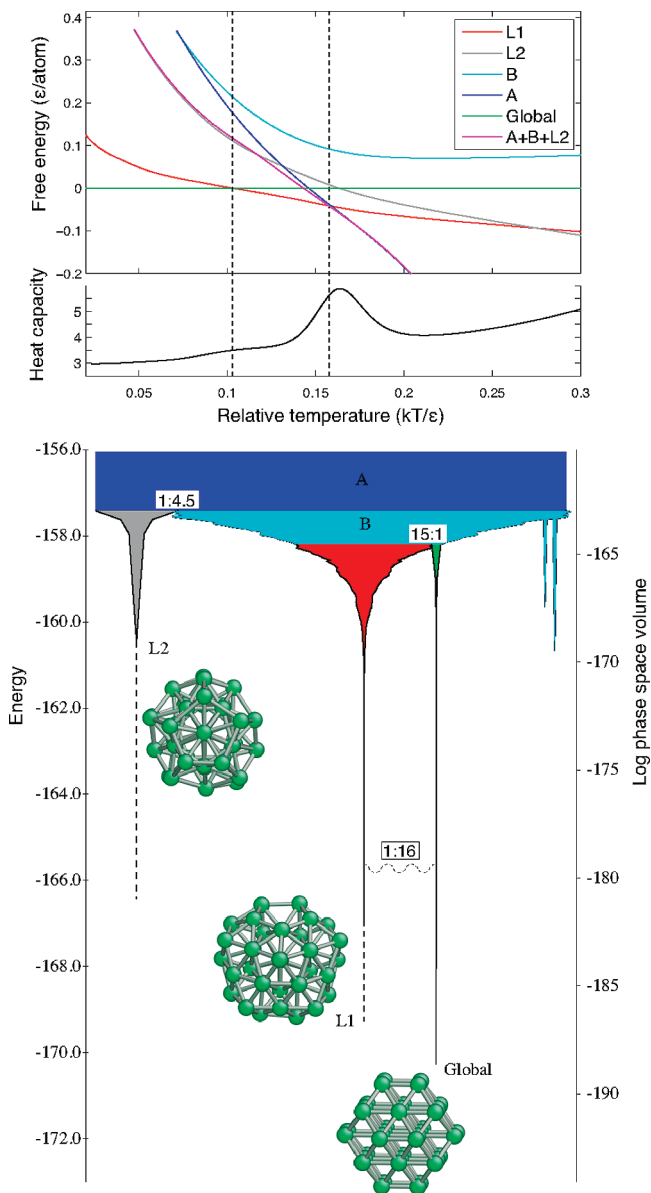 Free energy (ε/atom)
0.4
0.3
0.2
0.1
0
−0.1
−0.2
L1
L2
B
A
Global
A+B+L2
Heat capacity
5
4
3
0.05
0.1
0.15
0.2
0.25
0.3
Relative temperature (kT/ε)
Energy
-156.0
-158.0
-160.0
-162.0
-164.0
-166.0
-168.0
-170.0
-172.0
A
1:4.5
B
15:1
L2
1:16
L1
Global
-165
-170
-175
-180
-185
-190
Log phase space volume